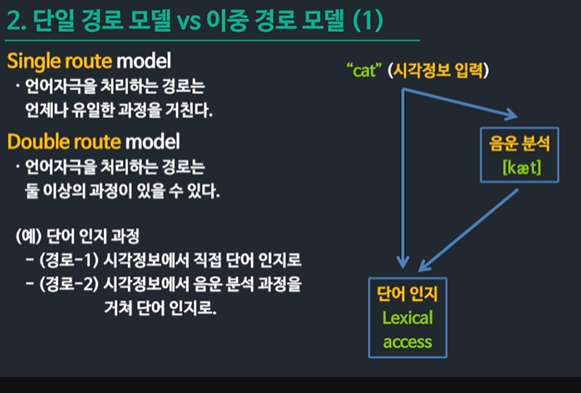 2. 단일 경로 모델 vs 이중 경로 모델 (1)
Single route model
· 언어자극을 처리하는 경로는
언제나 유일한 과정을 거친다.
Double route model
· 언어자극을 처리하는 경로는
둘 이상의 과정이 있을 수 있다.
(예) 단어 인지 과정
- (경로-1) 시각정보에서 직접 단어 인지로
- (경로-2) 시각정보에서 음운 분석 과정을
거쳐 단어 인지로.
“cat” (시각정보 입력)
음운 분석
[kæt]
단어 인지
Lexical
access